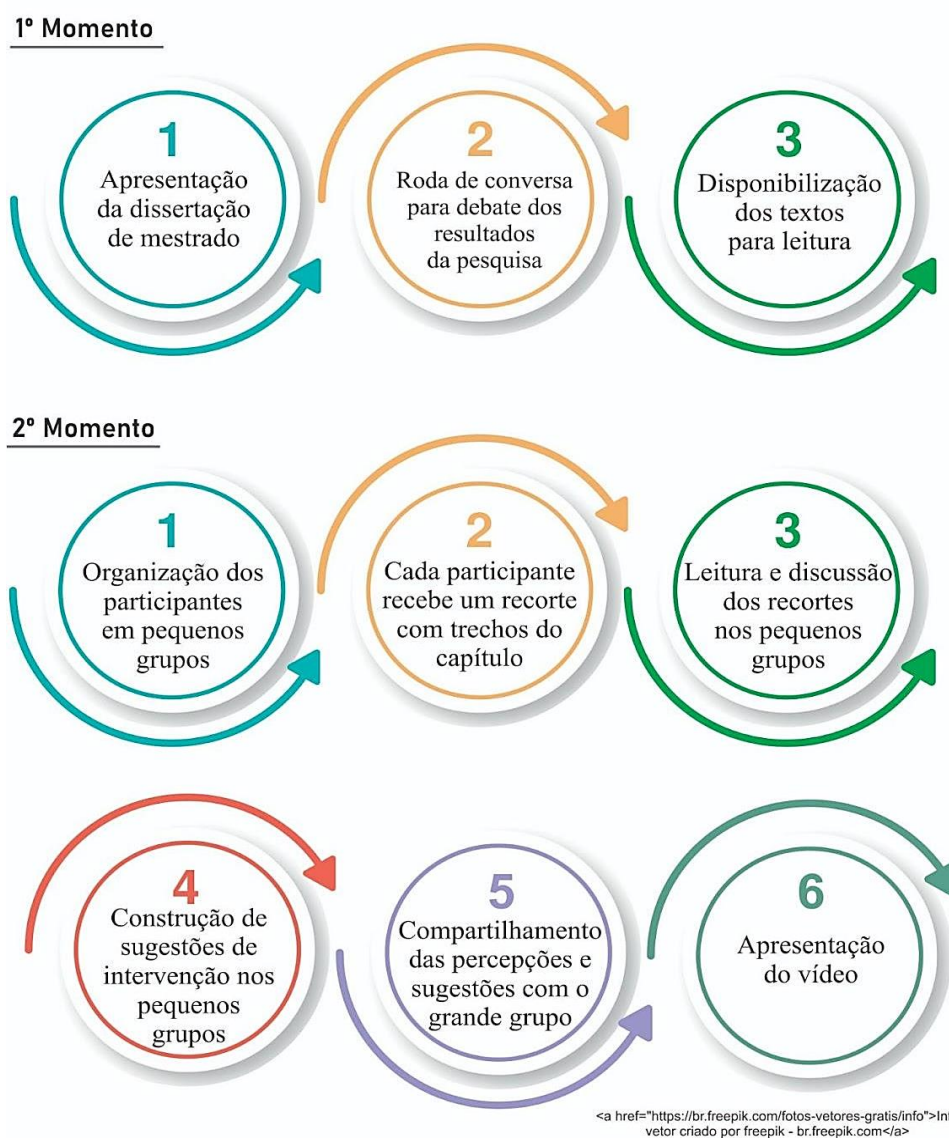 1º Momento
1
Apresentação
da dissertação
de mestrado
2
Roda de conversa
para debate dos
resultados
da pesquisa
3
Disponibilização
dos textos
para leitura
2º Momento
1
Organização dos
participantes
em pequenos
grupos
2
Cada participante
recebe um recorte
com trechos do
capítulo
3
Leitura e discussão
dos recortes
nos pequenos
grupos
4
Construção de
sugestões de
intervenção nos
pequenos
grupos
5
Compartilhamento
das percepções e
sugestões com o
grande grupo
6
Apresentação
do vídeo
<a href="https://br.freepik.com/fotos-vetores-gratis/info">Inf
vetor criado por freepik - br.freepik.com</a>